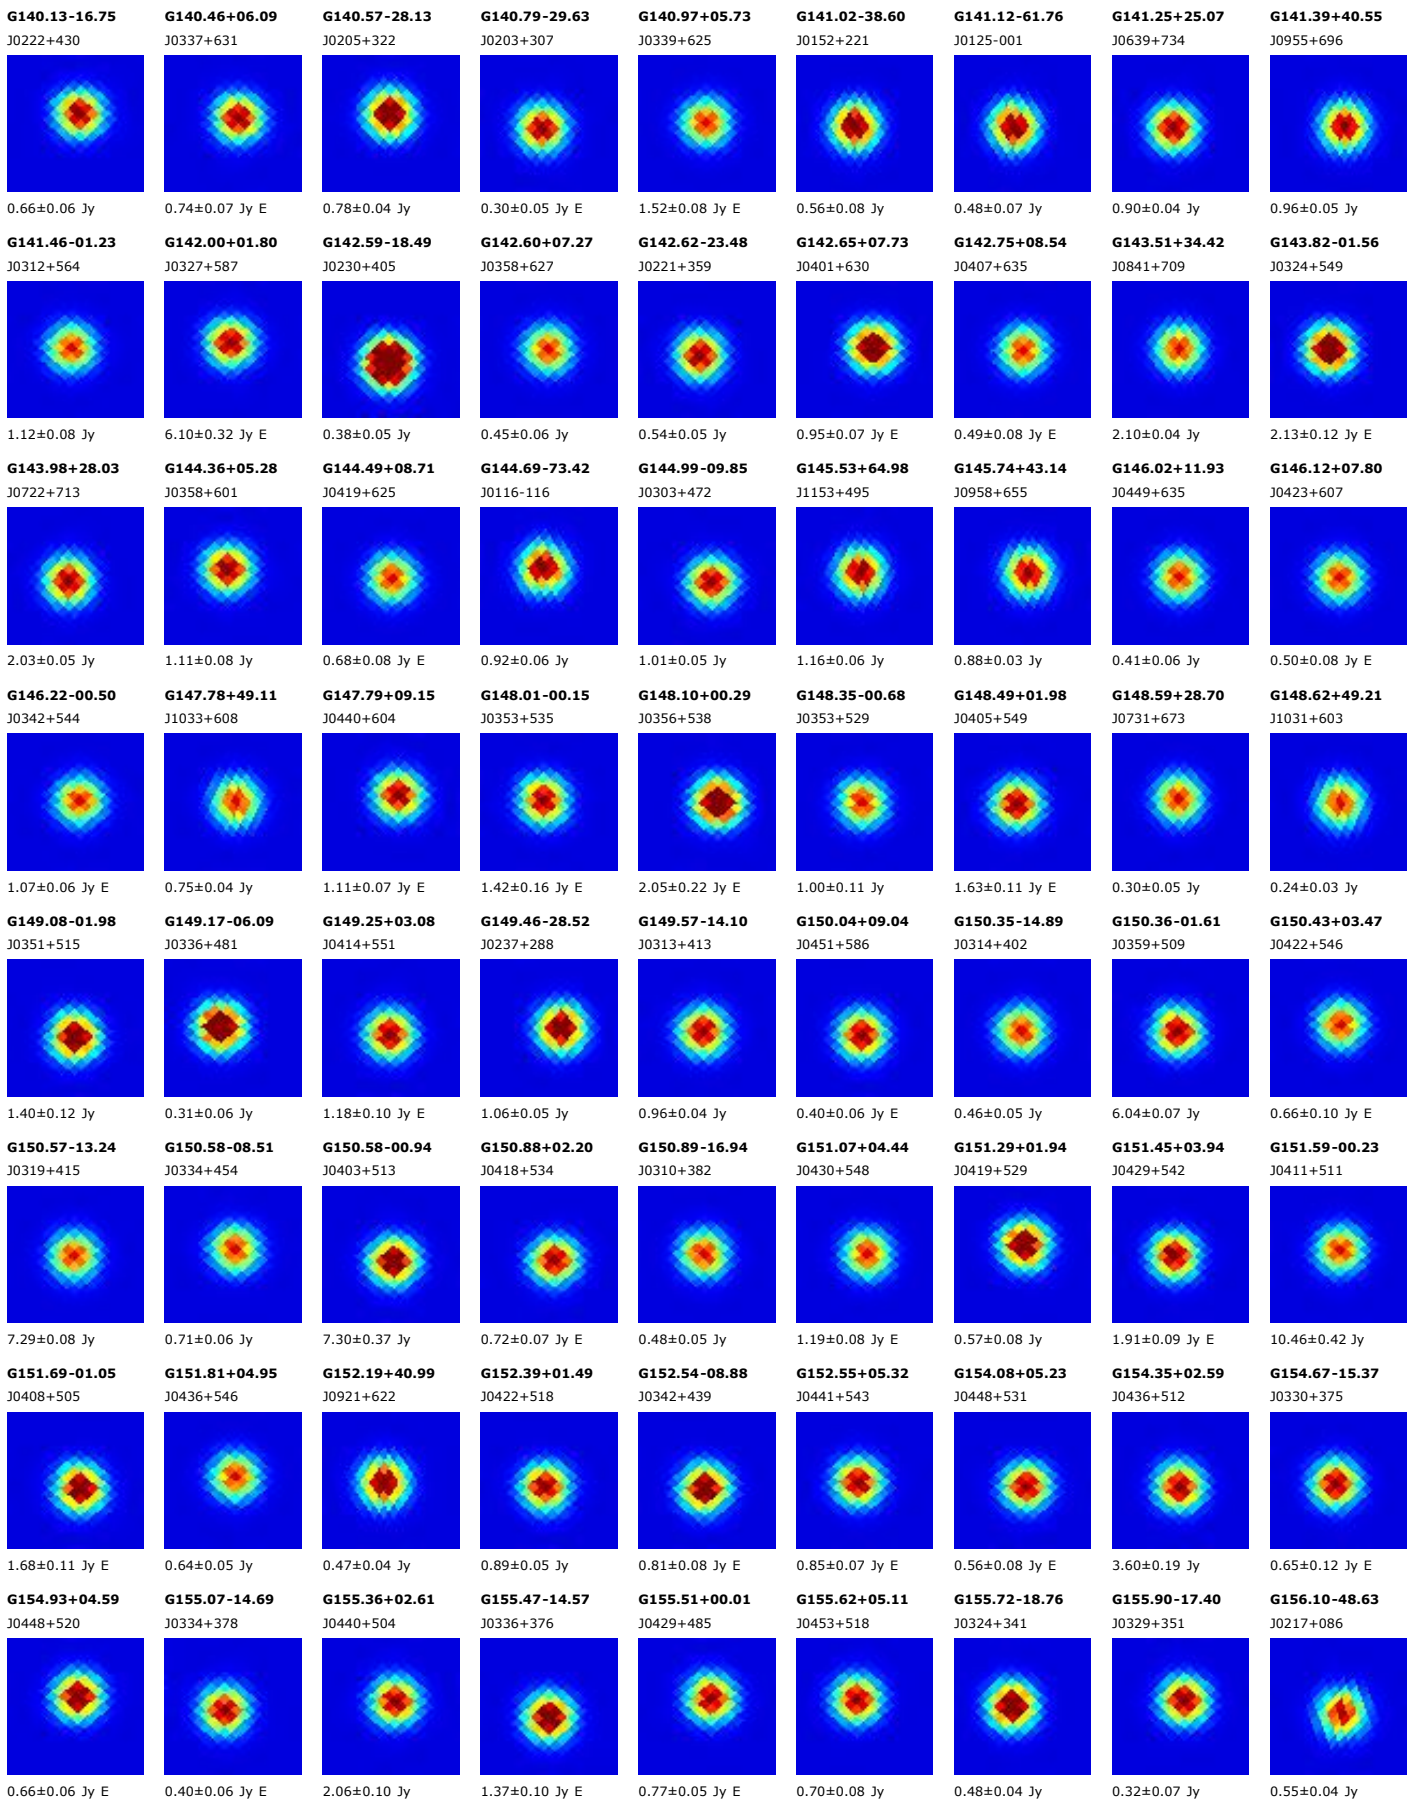 G140.13-16.75 G140.46+06.09 G140.57-28.13 G140.79-29.63 G140.97+05.73 G141.02-38.60 G141.12-61.76 G141.25+25.07 G141.39+40.55
J0222+430 J0337+631 J0205+322 J0203+307 J0339+625 J0152+221 J0125-001 J0639+734 J0955+696
0.66±0.06 Jy 0.74±0.07 Jy E 0.78±0.04 Jy 0.30±0.05 Jy E 1.52±0.08 Jy E 0.56±0.08 Jy 0.48±0.07 Jy 0.90±0.04 Jy 0.96±0.05 Jy
G141.46-01.23 G142.00+01.80 G142.59-18.49 G142.60+07.27 G142.62-23.48 G142.65+07.73 G142.75+08.54 G143.51+34.42 G143.82-01.56
J0312+564 J0327+587 J0230+405 J0358+627 J0221+359 J0401+630 J0407+635 J0841+709 J0324+549
1.12±0.08 Jy 6.10±0.32 Jy E 0.38±0.05 Jy 0.45±0.06 Jy 0.54±0.05 Jy 0.95±0.07 Jy E 0.49±0.08 Jy E 2.10±0.04 Jy 2.13±0.12 Jy E
G143.98+28.03 G144.36+05.28 G144.49+08.71 G144.69-73.42 G144.99-09.85 G145.53+64.98 G145.74+43.14 G146.02+11.93 G146.12+07.80
J0722+713 J0358+601 J0419+625 J0116-116 J0303+472 J1153+495 J0958+655 J0449+635 J0423+607
2.03±0.05 Jy 1.11±0.08 Jy 0.68±0.08 Jy E 0.92±0.06 Jy 1.01±0.05 Jy 1.16±0.06 Jy 0.88±0.03 Jy 0.41±0.06 Jy 0.50±0.08 Jy E
G146.22-00.50 G147.78+49.11 G147.79+09.15 G148.01-00.15 G148.10+00.29 G148.35-00.68 G148.49+01.98 G148.59+28.70 G148.62+49.21
J0342+544 J1033+608 J0440+604 J0353+535 J0356+538 J0353+529 J0405+549 J0731+673 J1031+603
1.07±0.06 Jy E 0.75±0.04 Jy 1.11±0.07 Jy E 1.42±0.16 Jy E 2.05±0.22 Jy E 1.00±0.11 Jy 1.63±0.11 Jy E 0.30±0.05 Jy 0.24±0.03 Jy
G149.08-01.98 G149.17-06.09 G149.25+03.08 G149.46-28.52 G149.57-14.10 G150.04+09.04 G150.35-14.89 G150.36-01.61 G150.43+03.47
J0351+515 J0336+481 J0414+551 J0237+288 J0313+413 J0451+586 J0314+402 J0359+509 J0422+546
1.40±0.12 Jy 0.31±0.06 Jy 1.18±0.10 Jy E 1.06±0.05 Jy 0.96±0.04 Jy 0.40±0.06 Jy E 0.46±0.05 Jy 6.04±0.07 Jy 0.66±0.10 Jy E
G150.57-13.24 G150.58-08.51 G150.58-00.94 G150.88+02.20 G150.89-16.94 G151.07+04.44 G151.29+01.94 G151.45+03.94 G151.59-00.23
J0319+415 J0334+454 J0403+513 J0418+534 J0310+382 J0430+548 J0419+529 J0429+542 J0411+511
7.29±0.08 Jy 0.71±0.06 Jy 7.30±0.37 Jy 0.72±0.07 Jy E 0.48±0.05 Jy 1.19±0.08 Jy E 0.57±0.08 Jy 1.91±0.09 Jy E 10.46±0.42 Jy
G151.69-01.05 G151.81+04.95 G152.19+40.99 G152.39+01.49 G152.54-08.88 G152.55+05.32 G154.08+05.23 G154.35+02.59 G154.67-15.37
J0408+505 J0436+546 J0921+622 J0422+518 J0342+439 J0441+543 J0448+531 J0436+512 J0330+375
1.68±0.11 Jy E 0.64±0.05 Jy 0.47±0.04 Jy 0.89±0.05 Jy 0.81±0.08 Jy E 0.85±0.07 Jy E 0.56±0.08 Jy E 3.60±0.19 Jy 0.65±0.12 Jy E
G154.93+04.59 G155.07-14.69 G155.36+02.61 G155.47-14.57 G155.51+00.01 G155.62+05.11 G155.72-18.76 G155.90-17.40 G156.10-48.63
J0448+520 J0334+378 J0440+504 J0336+376 J0429+485 J0453+518 J0324+341 J0329+351 J0217+086
0.66±0.06 Jy E 0.40±0.06 Jy E 2.06±0.10 Jy 1.37±0.10 Jy E 0.77±0.05 Jy E 0.70±0.08 Jy 0.48±0.04 Jy 0.32±0.07 Jy 0.55±0.04 Jy